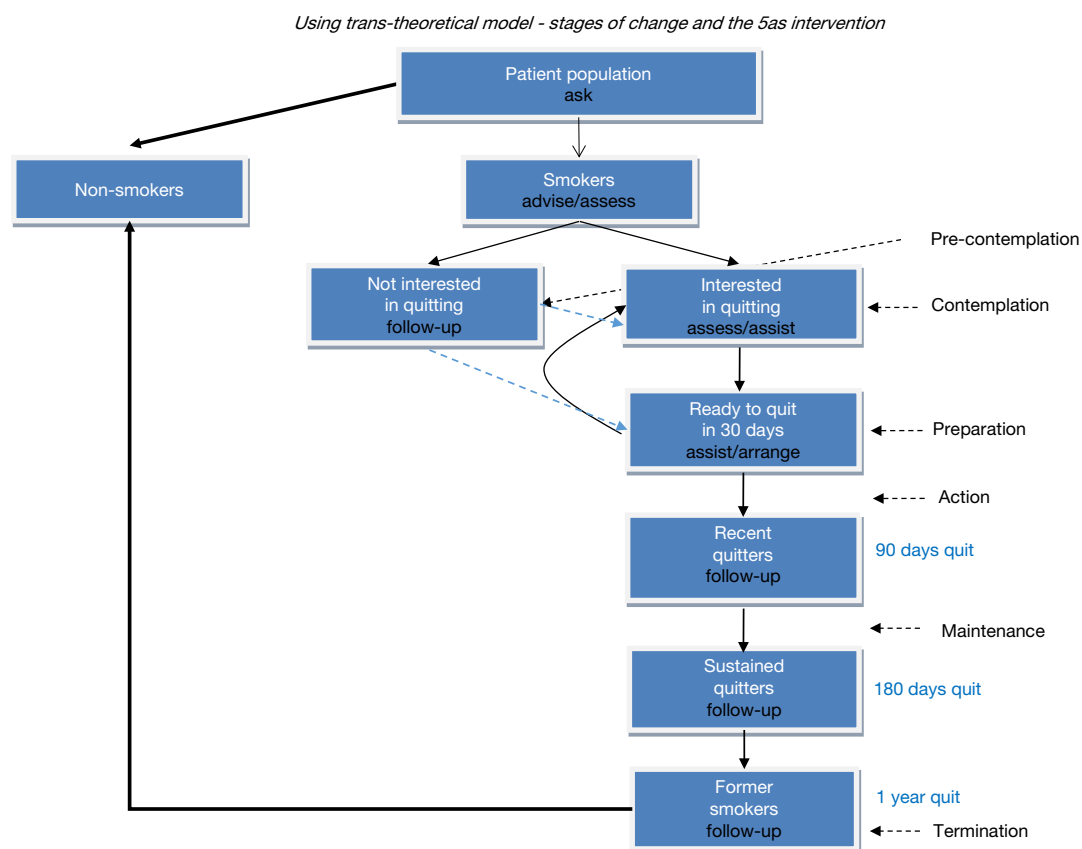 Using trans-theoretical model - stages of change and the 5as intervention
Patient population
ask
Non-smokers
Smokers
advise/assess
Pre-contemplation
Not interested
in quitting
follow-up
Interested
in quitting
assess/assist
Contemplation
Ready to quit
in 30 days
assist/arrange
Preparation
Action
Recent
quitters
follow-up
90 days quit
Maintenance
Sustained
quitters
follow-up
180 days quit
Former
smokers
follow-up
1 year quit
Termination